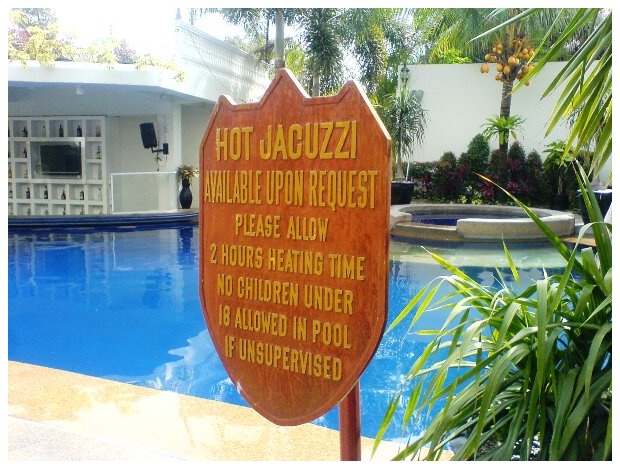 HOT JACUZZI
AVAILABLE UPON REQUEST
PLEASE ALLOW
2 HOURS HEATING TIME
NO CHILDREN UNDER
18 ALLOWED IN POOL
IF UNSUPERVISED